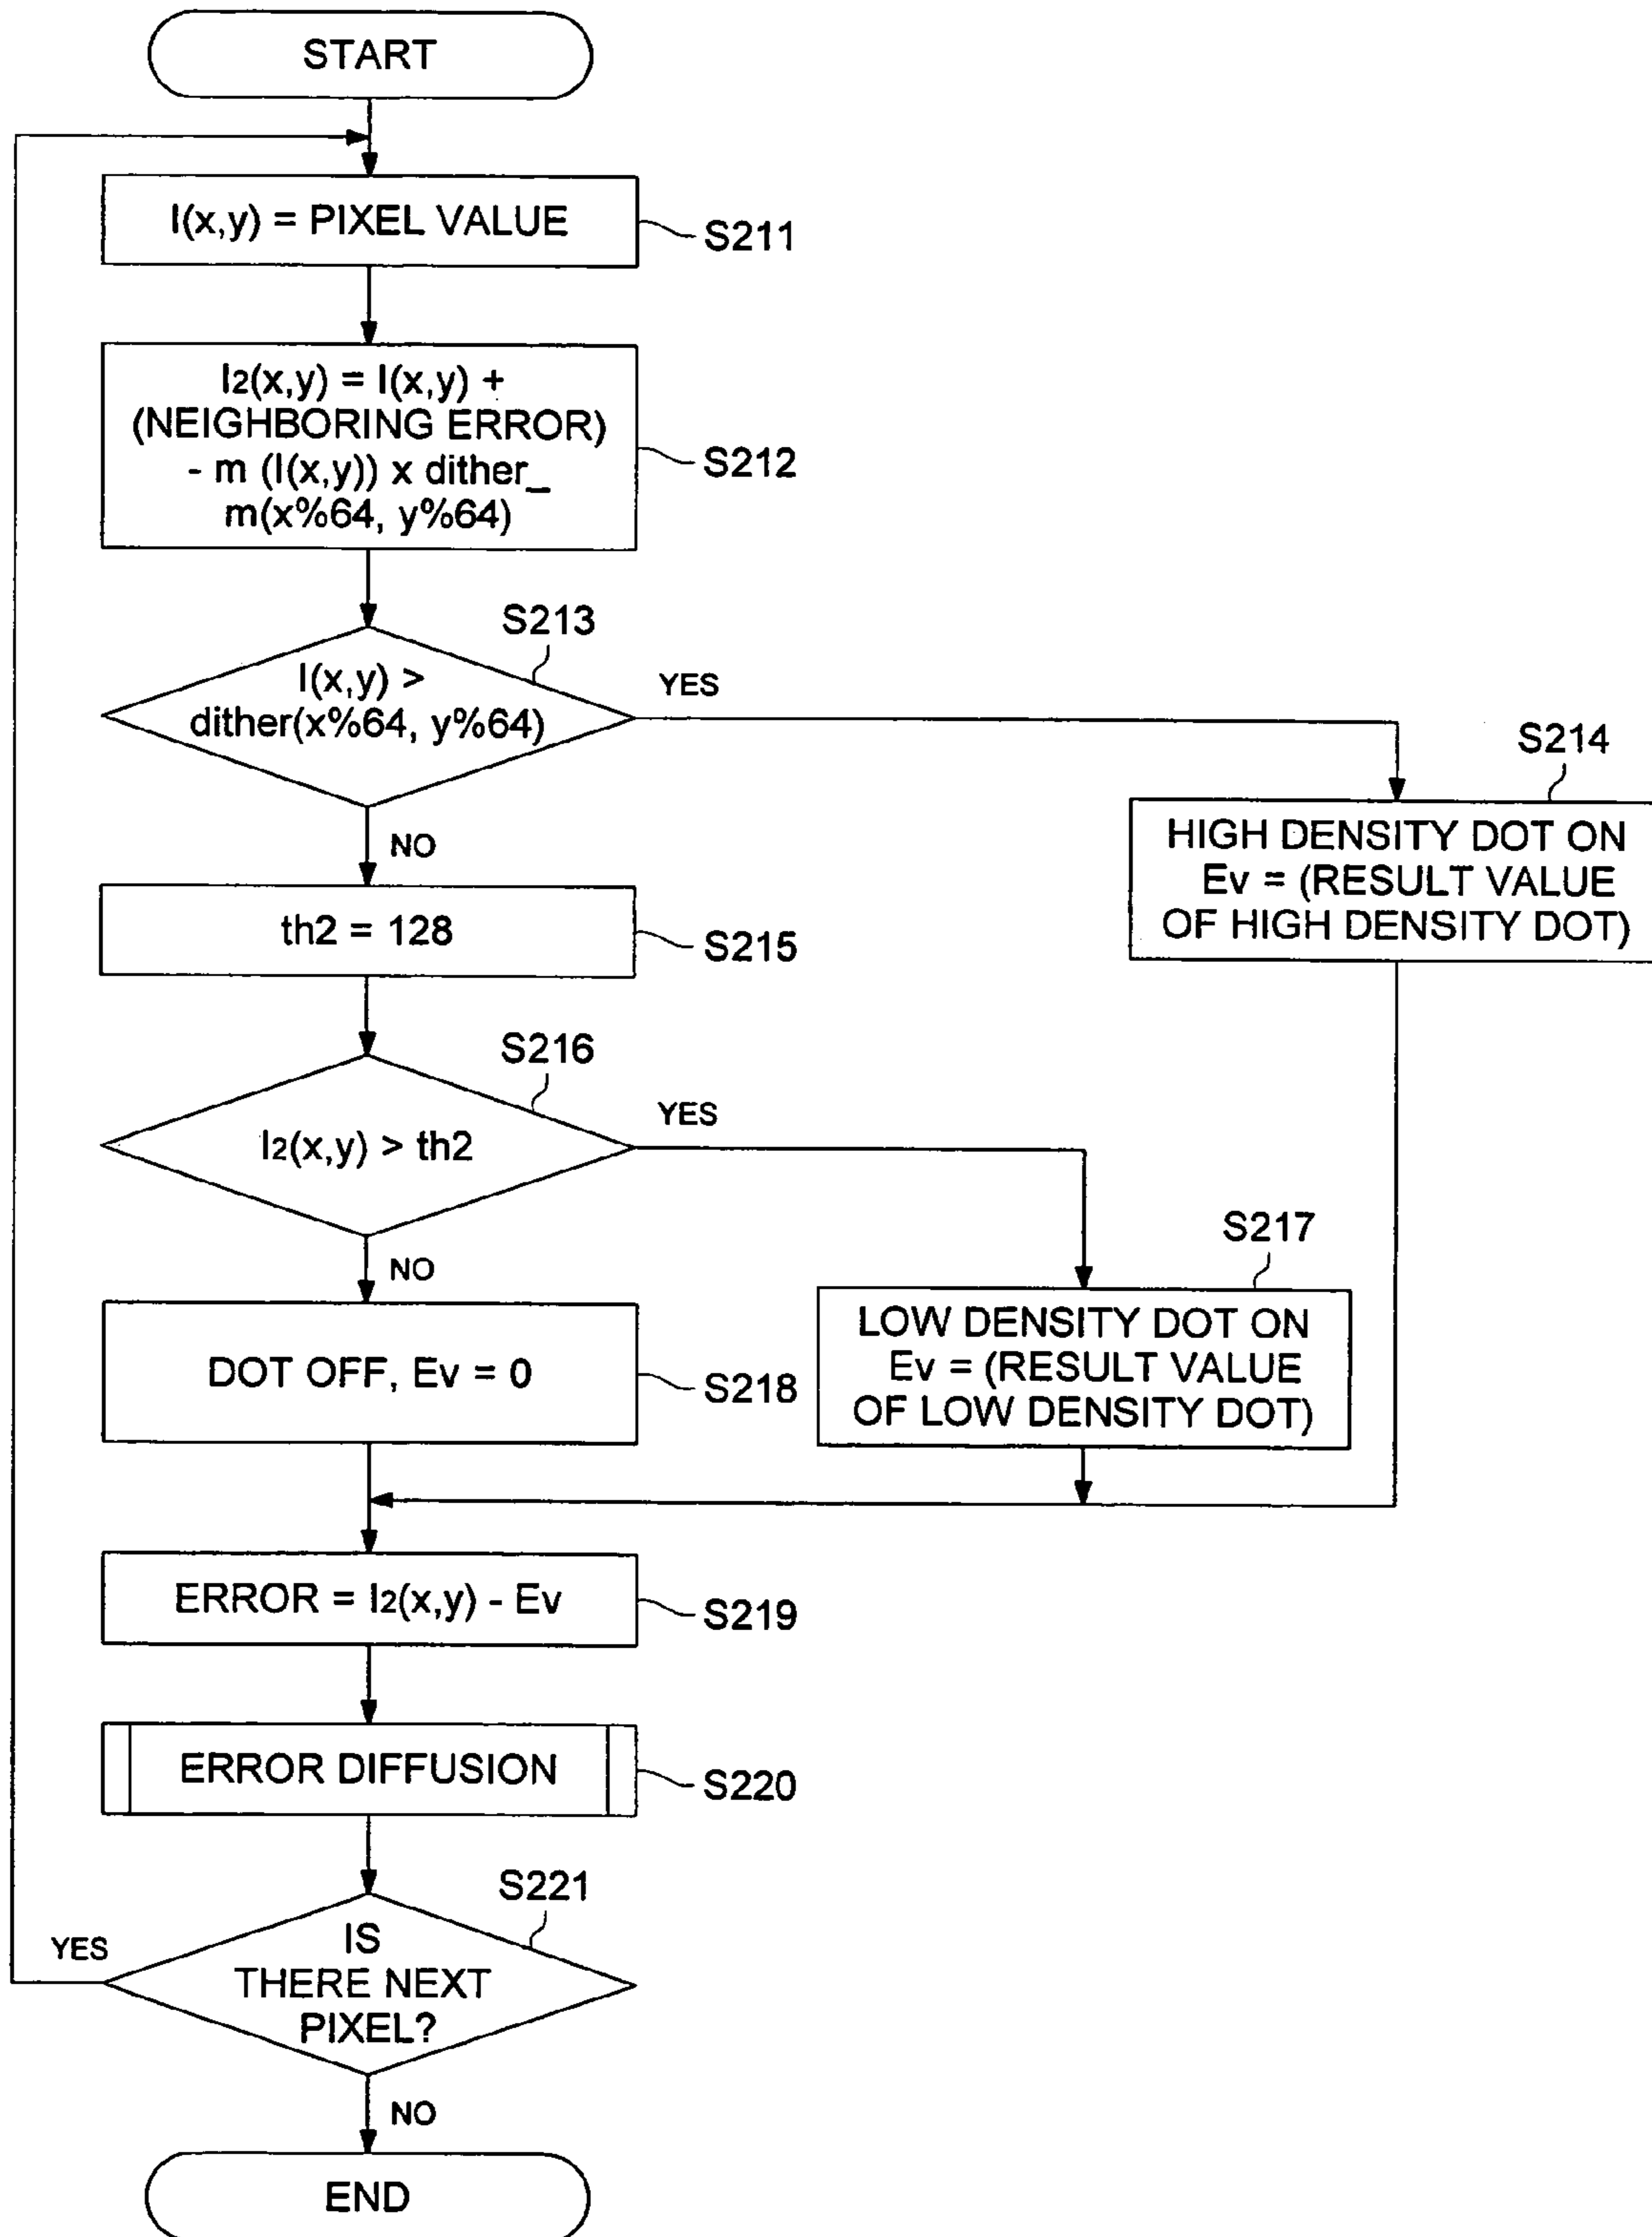 START
I(x,y) = PIXEL VALUE
S211
I2(x,y) = I(x,y) +
(NEIGHBORING ERROR)
- m (I(x,y)) x dither_
m(x%64, y%64)
S212
S213
I(x,y) >
dither(x%64, y%64)
YES
NO
S214
HIGH DENSITY DOT ON
Ev = (RESULT VALUE
OF HIGH DENSITY DOT)
th2 = 128
S215
S216
I2(x,y) > th2
YES
NO
S217
LOW DENSITY DOT ON
Ev = (RESULT VALUE
OF LOW DENSITY DOT)
DOT OFF, Ev = 0
S218
ERROR = I2(x,y) - Ev
S219
ERROR DIFFUSION
S220
S221
IS
THERE NEXT
PIXEL?
YES
NO
END